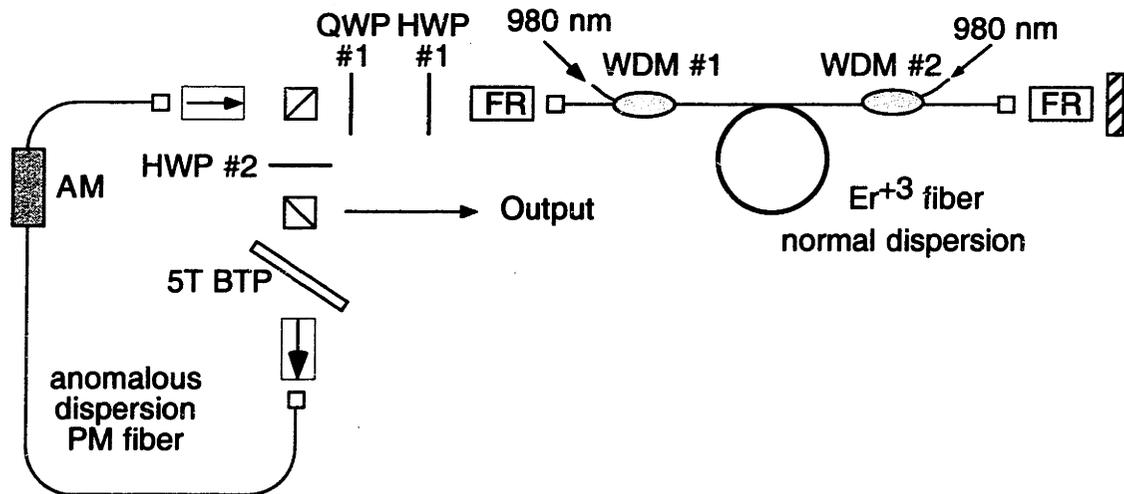 QWP HWP
#1 #1
980 nm
980 nm
WDM #1
WDM #2
FR
FR
HWP #2
AM
Output
Er+3 fiber
normal dispersion
5T BTP
anomalous
dispersion
PM fiber